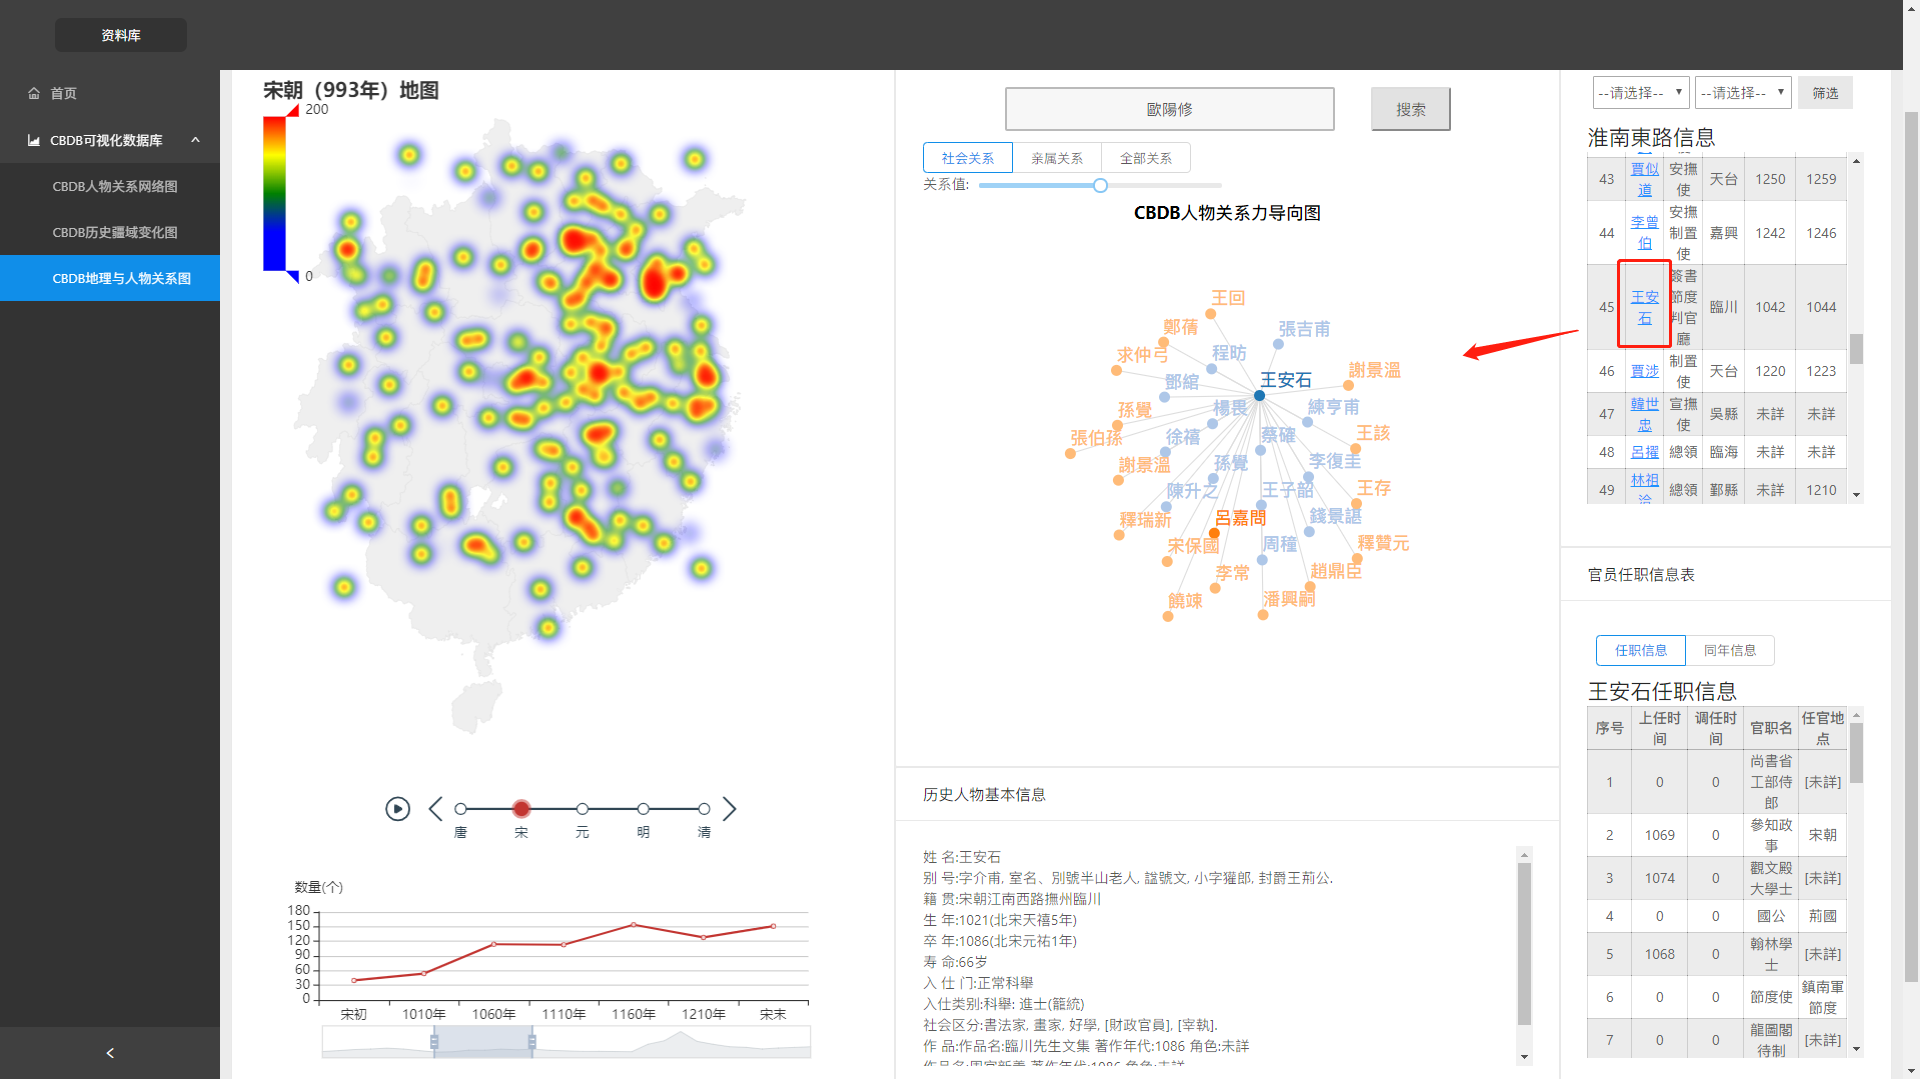 资料库
首页
CBDB可视化数据库
CBDB人物关系网络图
CBDB历史疆域变化图
CBDB地理与人物关系图
宋朝（993年）地图
200
0
唐
宋
元
明
清
数量(个)
180
150
120
90
60
30
0
宋初
1010年
1060年
1110年
1160年
1210年
宋末
歐陽修
搜索
社会关系
亲属关系
全部关系
关系值:
CBDB人物关系力导向图
王回
鄭蒨
張吉甫
求仲弓
程昉
謝景溫
鄧綰
王安石
孫覺
楊畏
練亨甫
張伯孫
徐禧
蔡確
王該
謝景溫
孫覺
李復圭
陳升之
王子韶
王存
釋瑞新
呂嘉問
錢景諶
宋保國
周穜
釋贊元
李常
趙鼎臣
饒竦
潘興嗣
历史人物基本信息
姓 名:王安石
别 号:字介甫, 室名、別號半山老人, 諡號文, 小字獾郎, 封爵王荊公.
籍 贯:宋朝江南西路撫州臨川
生 年:1021(北宋天禧5年)
卒 年:1086(北宋元祐1年)
寿 命:66岁
入 仕 门:正常科舉
入仕类别:科舉: 進士(籠統)
社会区分:書法家, 畫家, 好學, [財政官員], [宰執].
作 品:作品名:臨川先生文集 著作年代:1086 角色:未詳
--请选择--
--请选择--
筛选
淮南東路信息
43 賈似道 安撫使 天台 1250 1259
44 李曾伯 安撫制置使 嘉興 1242 1246
45 王安石 簽書節度判官廳 臨川 1042 1044
46 賈涉 制置使 天台 1220 1223
47 韓世忠 宣撫使 吳縣 未詳 未詳
48 呂擢 總領 臨海 未詳 未詳
49 林祖洽 總領 鄞縣 未詳 1210
官员任职信息表
任职信息
同年信息
王安石任职信息
序号 上任时间 调任时间 官职名 任官地点
1 0 0 尚書省工部侍郎 [未詳]
2 1069 0 參知政事 宋朝
3 1074 0 觀文殿大學士 [未詳]
4 0 0 國公 荊國
5 1068 0 翰林學士 [未詳]
6 0 0 節度使 鎮南軍節度
7 0 0 龍圖閣待制 [未詳]